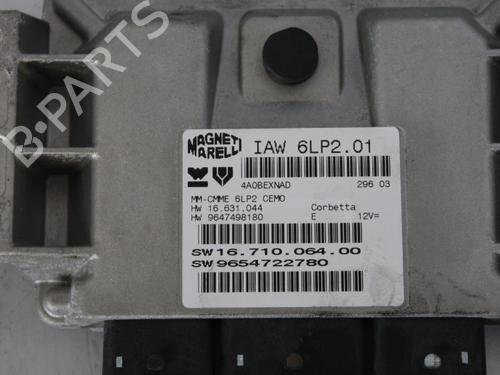 B-PARTS
MAGNETI
MARELLI
IAW 6LP2.01
4A0BEXNAD
296 03
MM-CMME 6LP2 CEMO
HW 16.631.044 Corbetta
HW 9647498180 E 12V=
SW16.710.064.00
SW9654722780